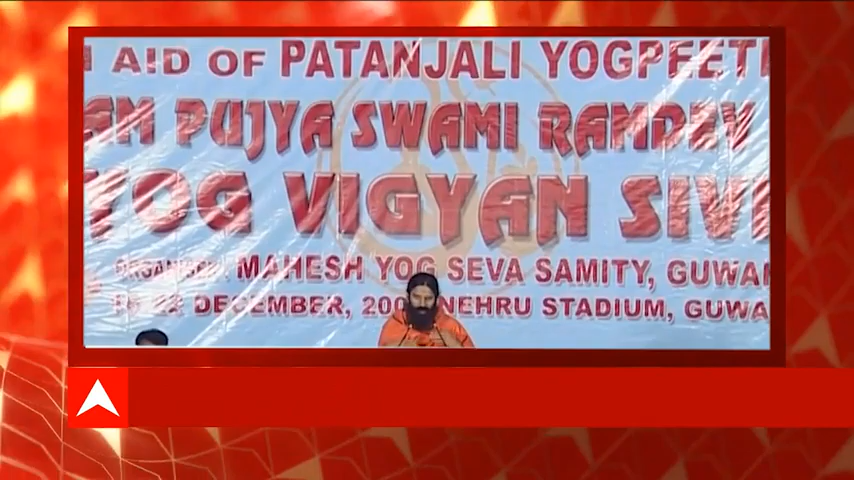 AID OF PATANJALI YOGPEET
PUJYA SWAMI RAMDEV
YOG VIGYAN SIVI
ORGANISED MAHESH YOG SEVA SAMITY, GUWA
DECEMBER, NEHRU STADIUM, GUWA